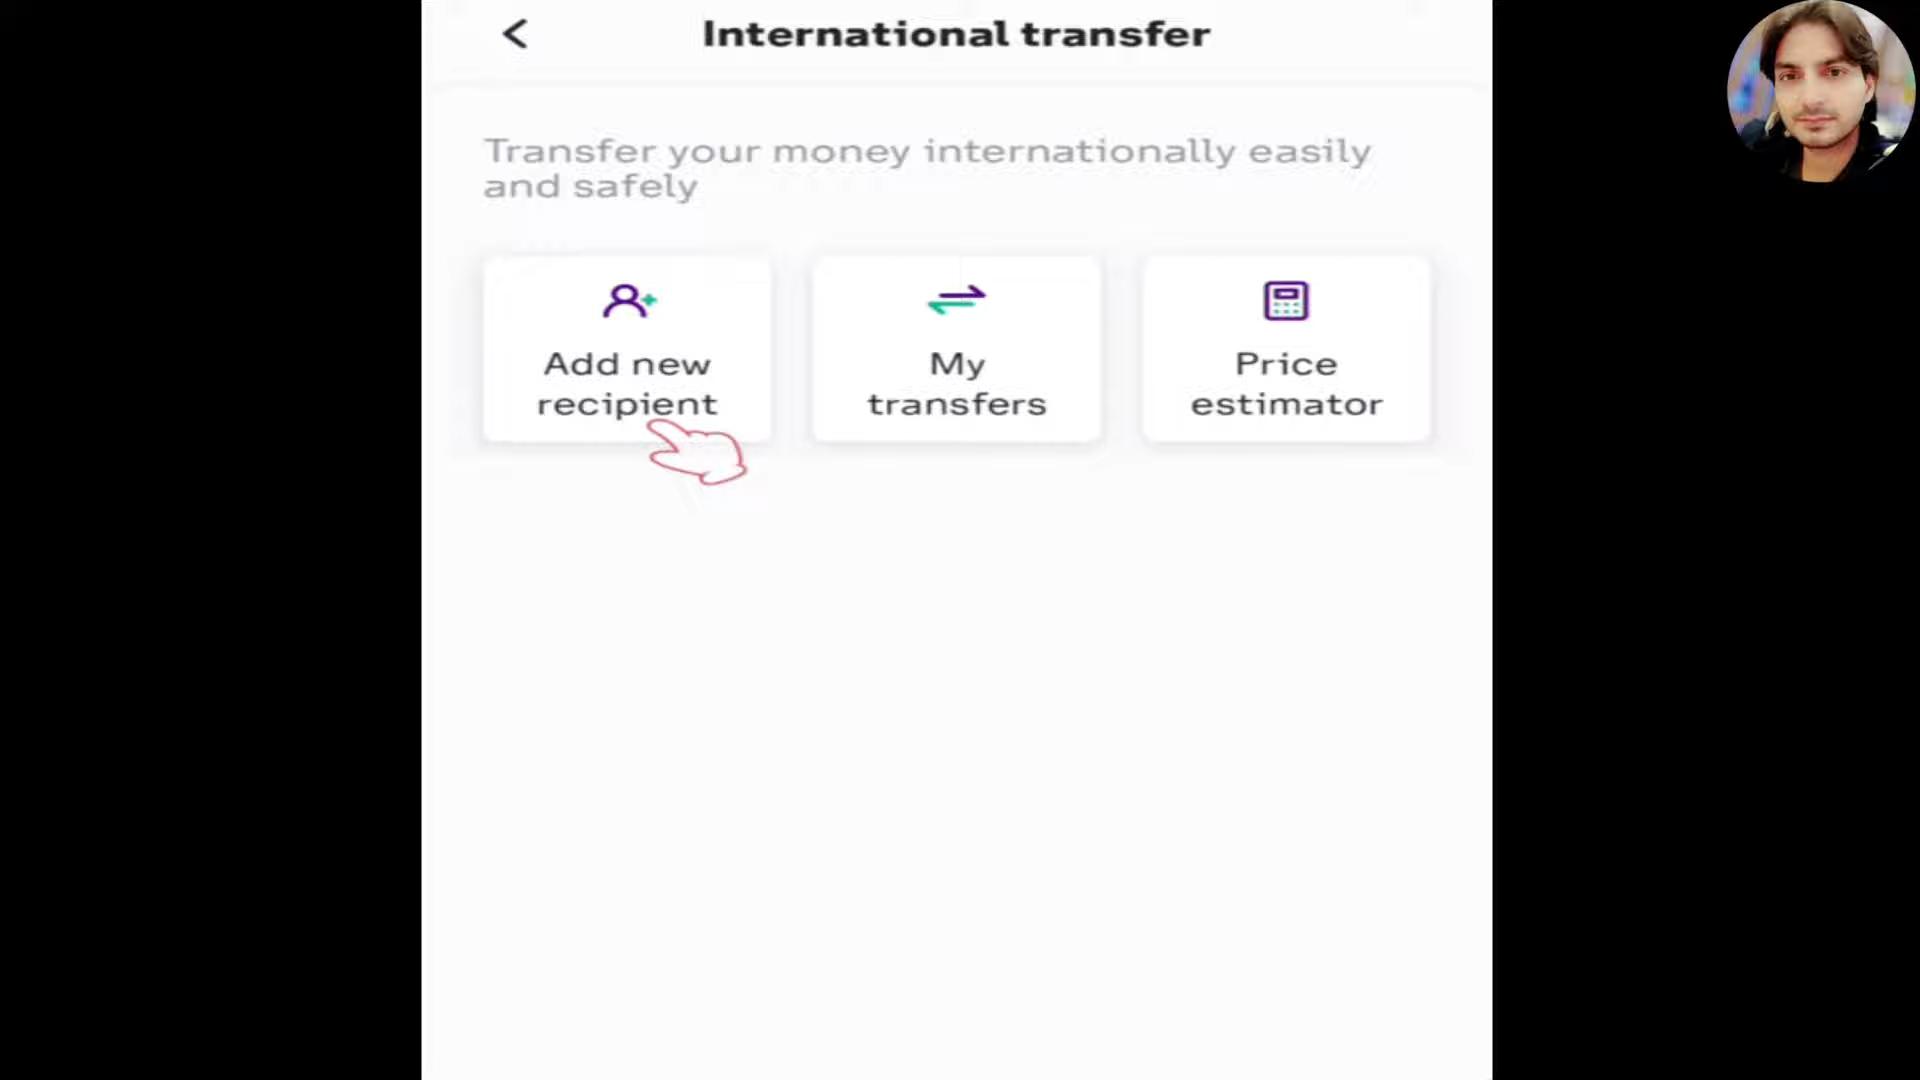 International transfer
Transfer your money internationally easily
and safely
Add new
recipient
My
transfers
Price
estimator